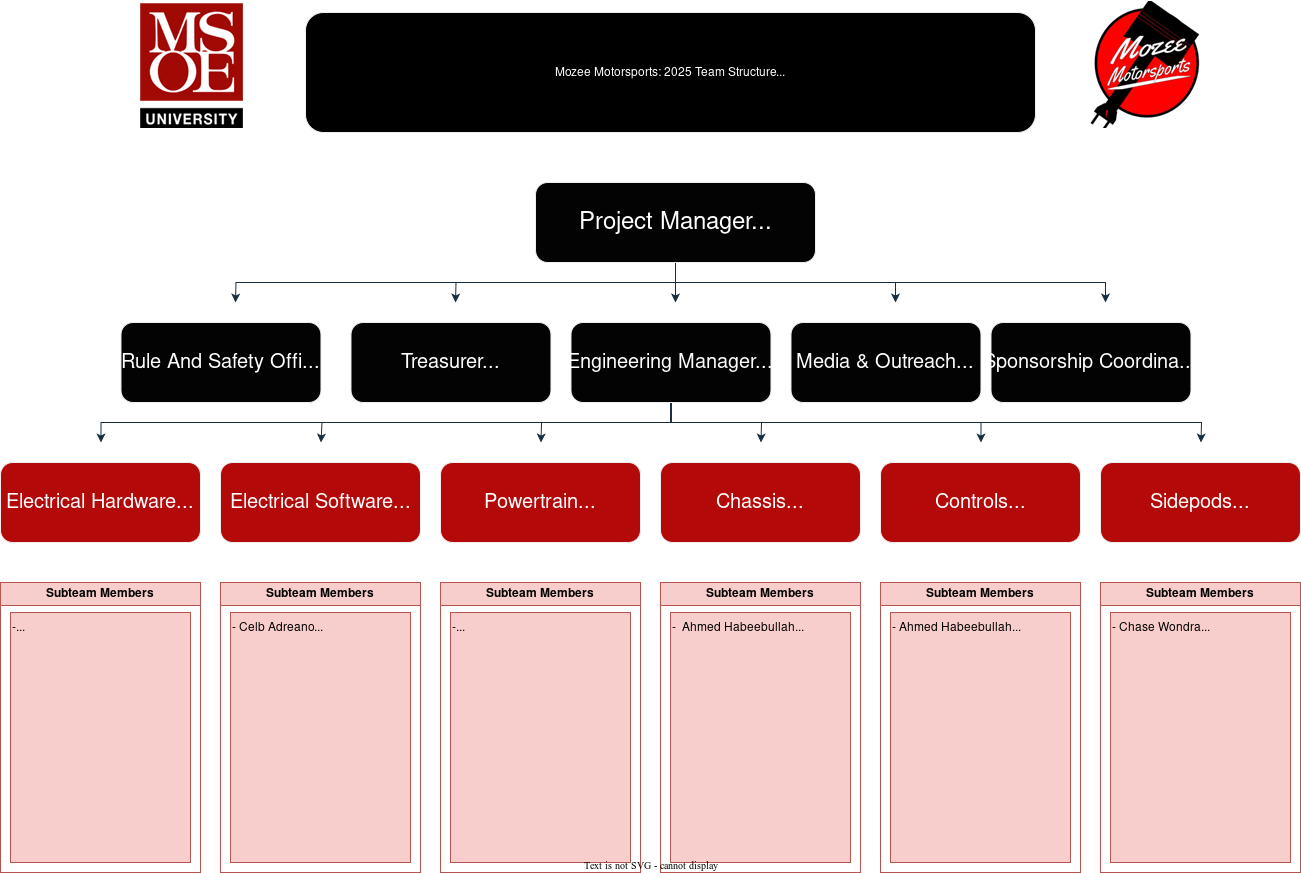 MS
OE
UNIVERSITY
Mozee Motorsports: 2025 Team Structure...
Mozee
Motorsports
Project Manager...
Rule And Safety Offi...
Treasurer...
Engineering Manager...
Media & Outreach...
Sponsorship Coordina...
Electrical Hardware...
Electrical Software...
Powertrain...
Chassis...
Controls...
Sidepods...
Subteam Members
Subteam Members
Subteam Members
Subteam Members
Subteam Members
Subteam Members
-...
- Celb Adreano...
-...
- Ahmed Habeebullah...
- Ahmed Habeebullah...
- Chase Wondra...
Text is not SVG - cannot display